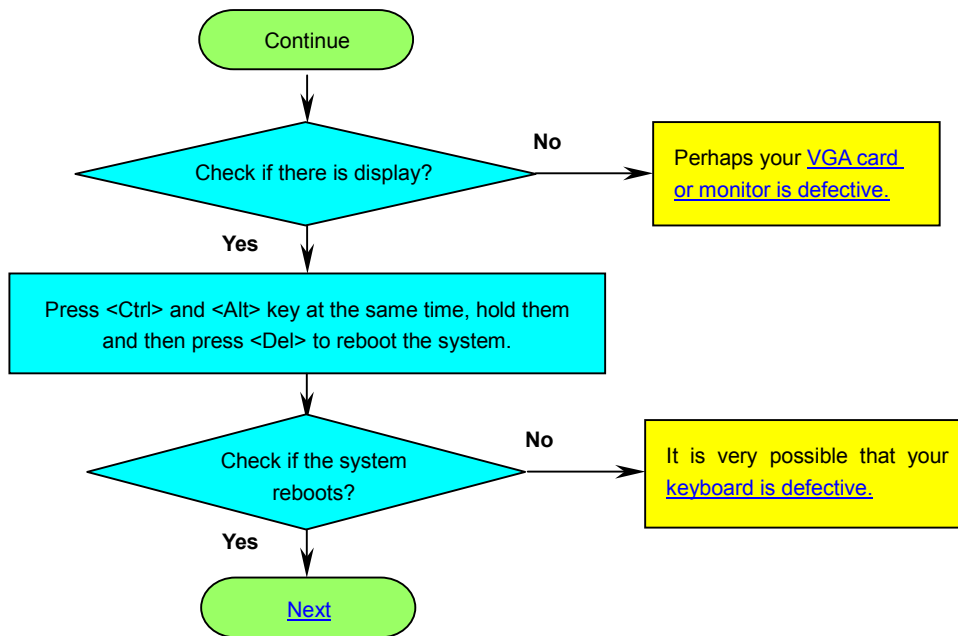 Continue
Check if there is display?
No
Perhaps your VGA card
or monitor is defective.
Yes
Press <Ctrl> and <Alt> key at the same time, hold them
and then press <Del> to reboot the system.
Check if the system
reboots?
No
It is very possible that your
keyboard is defective.
Yes
Next